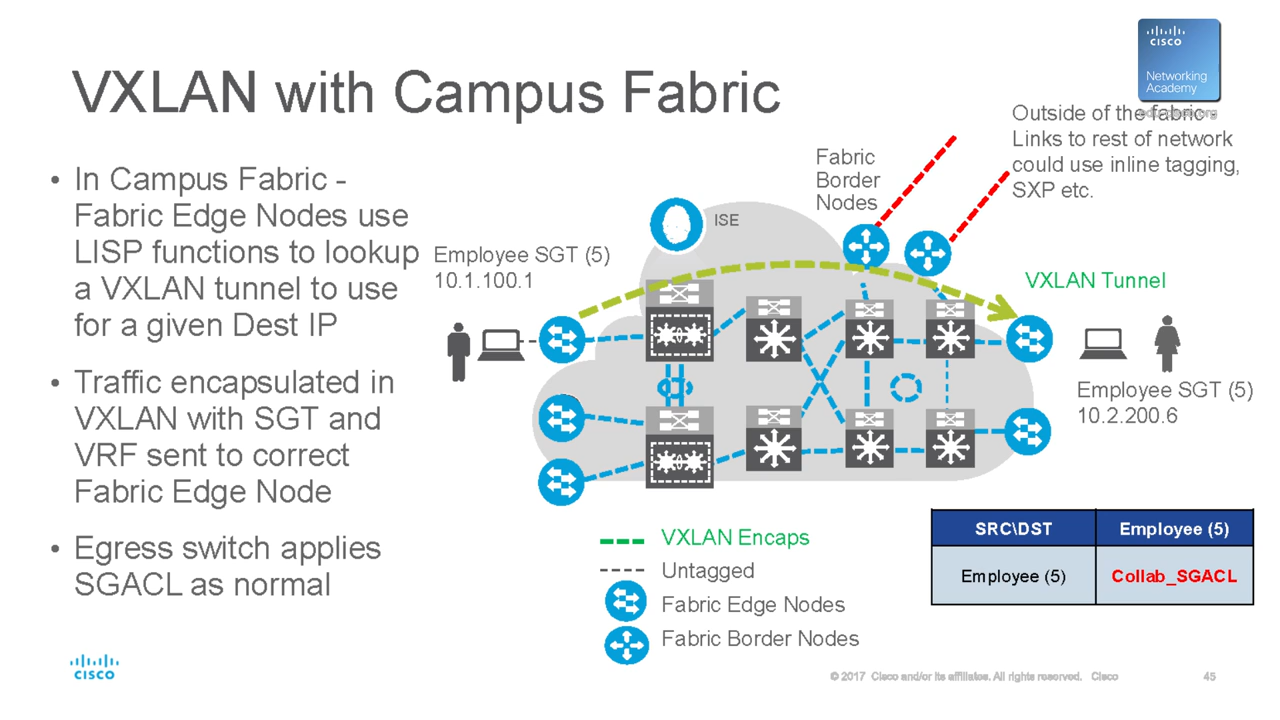 VXLAN with Campus Fabric
• In Campus Fabric -
Fabric Edge Nodes use
LISP functions to lookup
a VXLAN tunnel to use
for a given Dest IP
• Traffic encapsulated in
VXLAN with SGT and
VRF sent to correct
Fabric Edge Node
• Egress switch applies
SGACL as normal
CISCO
Networking
Academy
Outside of the fabric -
Links to rest of network
could use inline tagging,
SXP etc.
Fabric
Border
Nodes
ISE
Employee SGT (5)
10.1.100.1
VXLAN Tunnel
Employee SGT (5)
10.2.200.6
VXLAN Encaps
Untagged
Fabric Edge Nodes
Fabric Border Nodes
SRC\DST Employee (5)
Employee (5) Collab_SGACL
CISCO
© 2017 Cisco and/or its affiliates. All rights reserved. Cisco 45